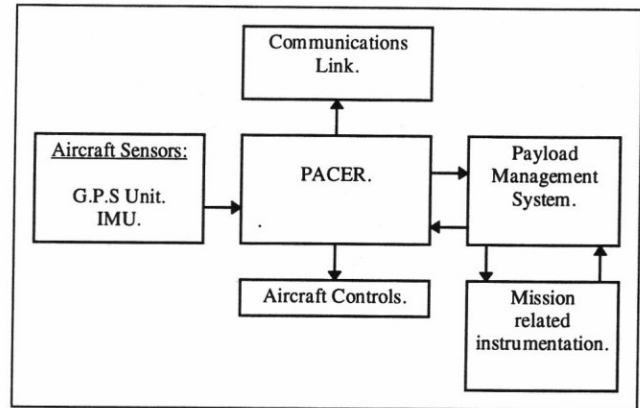 Communications
Link.
Aircraft Sensors:
G.P.S Unit.
IMU.
PACER.
Payload
Management
System.
Aircraft Controls.
Mission
related
instrumentation.